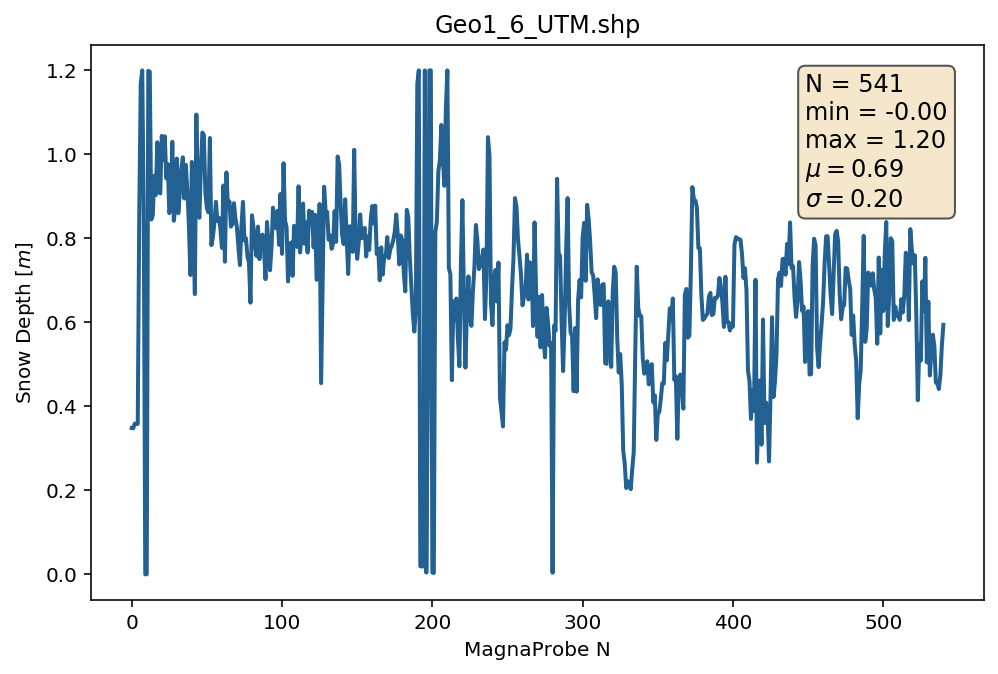 Geo1_6_UTM.shp
1.2
1.0
0.8
0.6
0.4
0.2
0.0
Snow Depth [m]
N = 541
min = -0.00
max = 1.20
μ = 0.69
σ = 0.20
0 100 200 300 400 500
MagnaProbe N